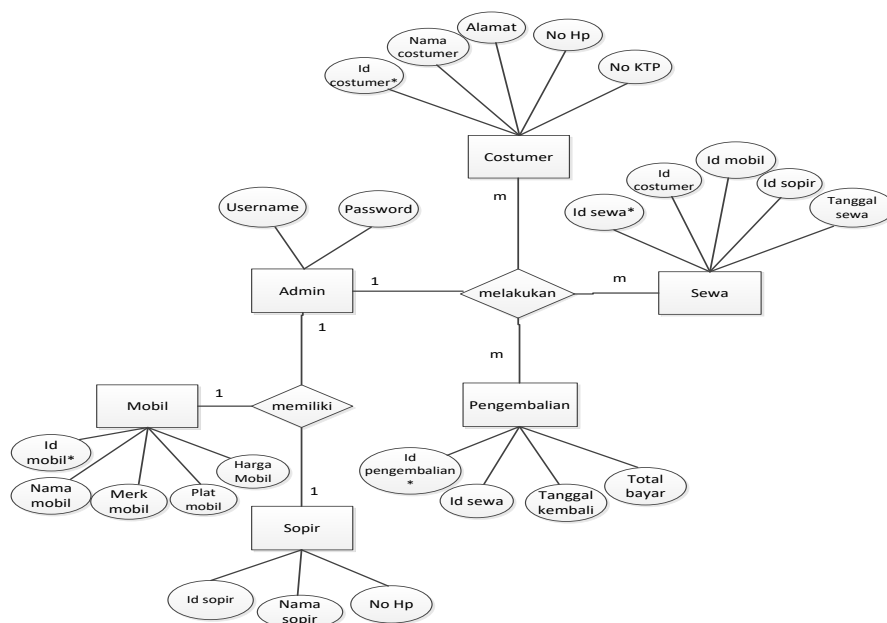 Alamat
Nama
costumer
No Hp
Id
costumer*
No KTP
Costumer
Id mobil
Id
costumer
Id sopir
Tanggal
sewa
Id sewa*
Username
Password
m
m
Admin
1
melakukan
Sewa
1
m
Mobil
1
memiliki
Pengembalian
Id
mobil*
Harga
Mobil
Nama
mobil
Merk
mobil
Plat
mobil
Id
pengembalian
*
Id sewa
Tanggal
kembali
Total
bayar
1
Sopir
Id sopir
Nama
sopir
No Hp